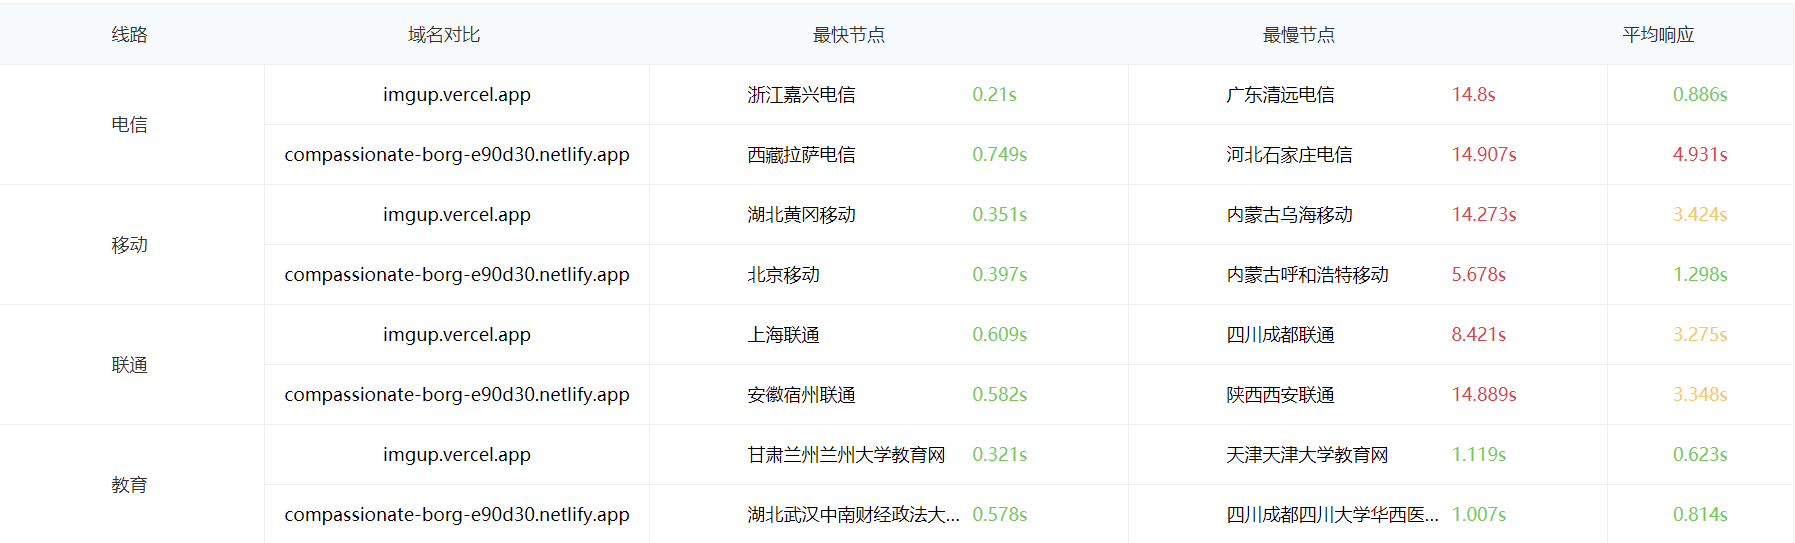 线路 域名对比 最快节点 最慢节点 平均响应
电信
imgup.vercel.app 浙江嘉兴电信 0.21s 广东清远电信 14.8s 0.886s
compassionate-borg-e90d30.netlify.app 西藏拉萨电信 0.749s 河北石家庄电信 14.907s 4.931s
移动
imgup.vercel.app 湖北黄冈移动 0.351s 内蒙古乌海移动 14.273s 3.424s
compassionate-borg-e90d30.netlify.app 北京移动 0.397s 内蒙古呼和浩特移动 5.678s 1.298s
联通
imgup.vercel.app 上海联通 0.609s 四川成都联通 8.421s 3.275s
compassionate-borg-e90d30.netlify.app 安徽宿州联通 0.582s 陕西西安联通 14.889s 3.348s
教育
imgup.vercel.app 甘肃兰州兰州大学教育网 0.321s 天津天津大学教育网 1.119s 0.623s
compassionate-borg-e90d30.netlify.app 湖北武汉中南财经政法大... 0.578s 四川成都四川大学华西医... 1.007s 0.814s